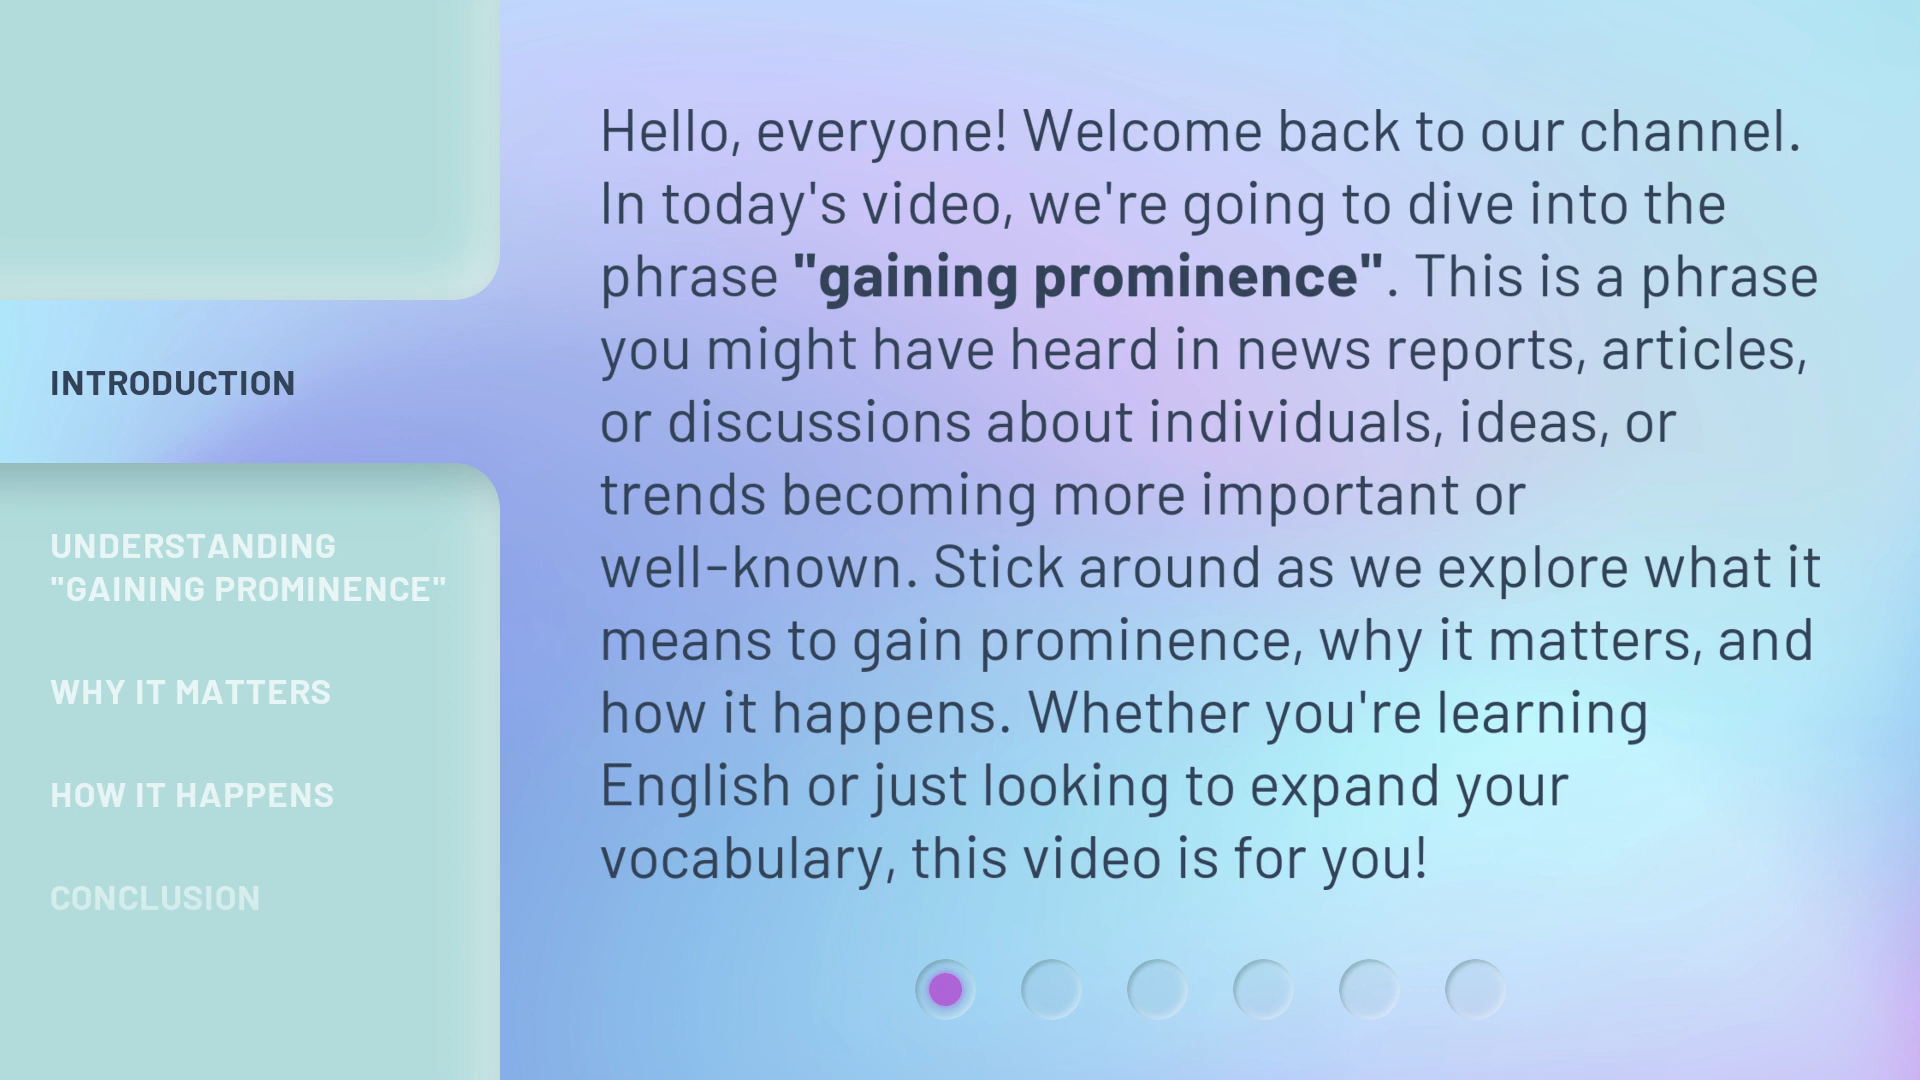 INTRODUCTION
UNDERSTANDING
"GAINING PROMINENCE"
WHY IT MATTERS
HOW IT HAPPENS
CONCLUSION
Hello, everyone! Welcome back to our channel.
In today's video, we're going to dive into the
phrase "gaining prominence". This is a phrase
you might have heard in news reports, articles,
or discussions about individuals, ideas, or
trends becoming more important or
well-known. Stick around as we explore what it
means to gain prominence, why it matters, and
how it happens. Whether you're learning
English or just looking to expand your
vocabulary, this video is for you!